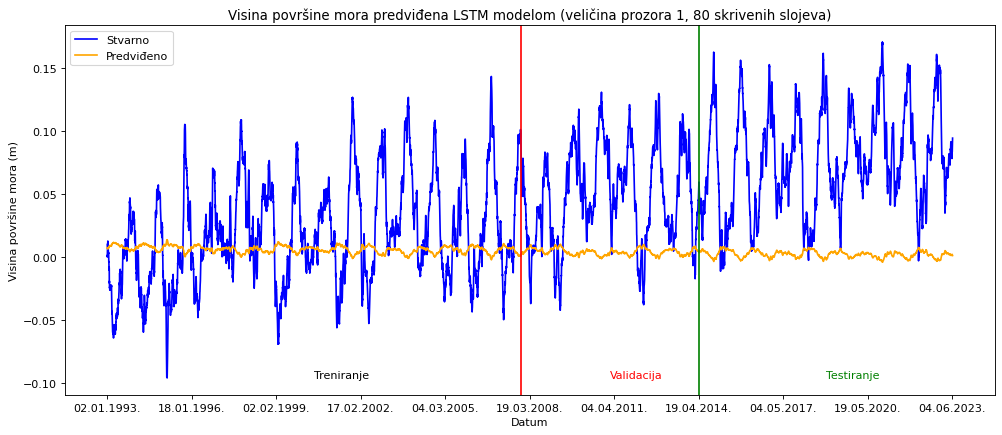 Visina površine mora predviđena LSTM modelom (veličina prozora 1, 80 skrivenih slojeva)
Stvarno
Predviđeno
Visina površine mora (m)
0.15
0.10
0.05
0.00
−0.05
−0.10
Treniranje
Validacija
Testiranje
02.01.1993.
18.01.1996.
02.02.1999.
17.02.2002.
04.03.2005.
19.03.2008.
04.04.2011.
19.04.2014.
04.05.2017.
19.05.2020.
04.06.2023.
Datum